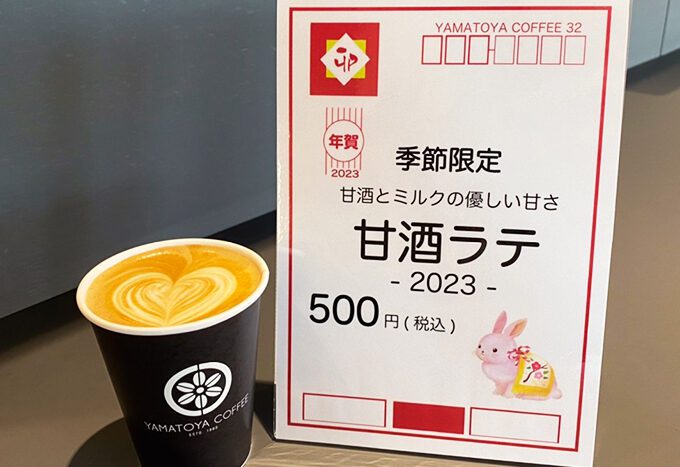 YAMATOYA COFFEE 32
卯
年賀
2023
季節限定
甘酒とミルクの優しい甘さ
甘酒ラテ
- 2023 -
500円(税込)
YAMATOYA COFFEE